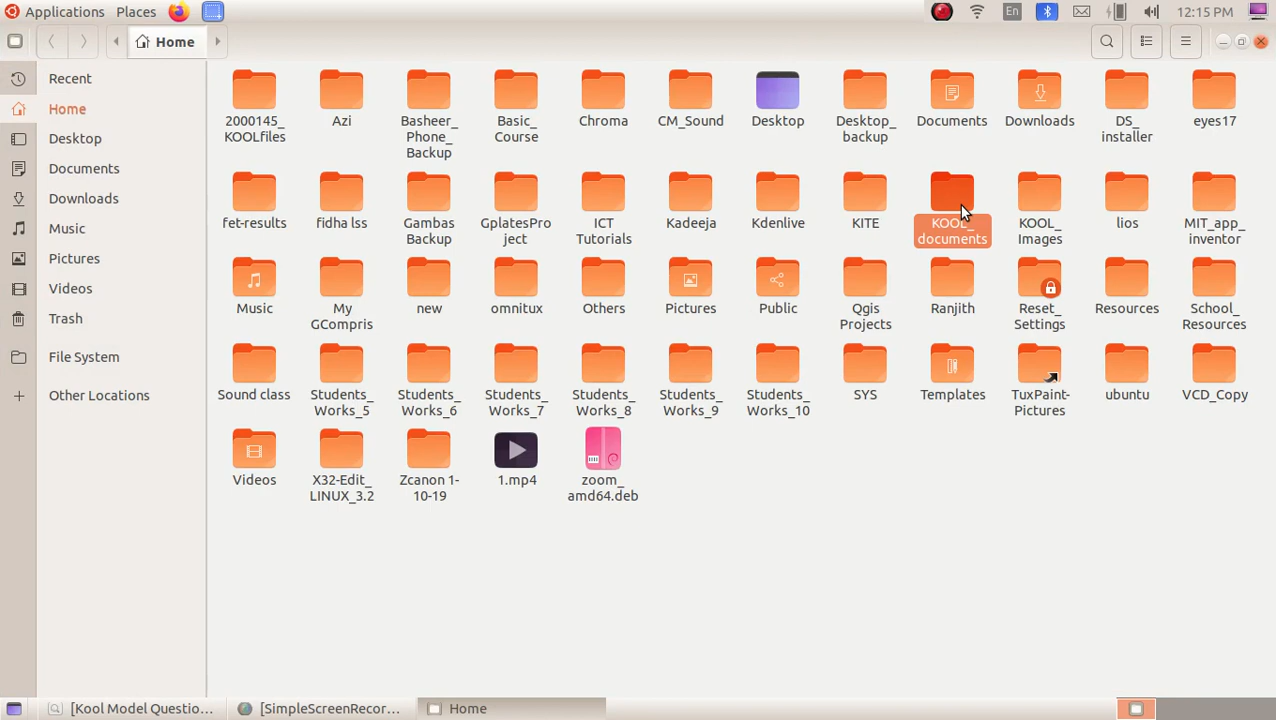 Applications Places En 12:15 PM
Home
Recent
Home
Desktop
Documents
Downloads
Music
Pictures
Videos
Trash
File System
Other Locations
2000145_
KOOLfiles
Azi
Basheer_
Phone_
Backup
Basic_
Course
Chroma
CM_Sound
Desktop
Desktop_
backup
Documents
Downloads
DS_
installer
eyes17
fet-results
fidha lss
Gambas
Backup
GplatesPro
ject
ICT
Tutorials
Kadeeja
Kdenlive
KITE
KOOL_
documents
KOOL_
Images
lios
MIT_app_
inventor
Music
My
GCompris
new
omnitux
Others
Pictures
Public
Qgis
Projects
Ranjith
Reset_
Settings
Resources
School_
Resources
Sound class
Students_
Works_5
Students_
Works_6
Students_
Works_7
Students_
Works_8
Students_
Works_9
Students_
Works_10
SYS
Templates
TuxPaint-
Pictures
ubuntu
VCD_Copy
Videos
X32-Edit_
LINUX_3.2
Zcanon 1-
10-19
1.mp4
zoom_
amd64.deb
[Kool Model Questio... [SimpleScreenRecor... Home